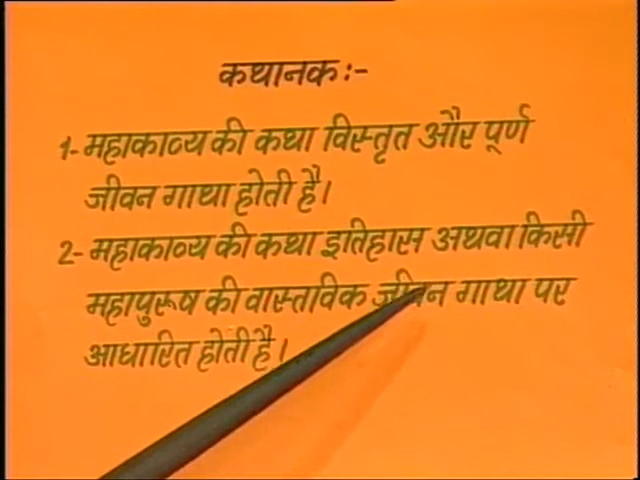 कथानक :-
1- महाकाव्य की कथा विस्तृत और पूर्ण
जीवन गाथा होती है।
2- महाकाव्य की कथा इतिहास अथवा किसी
महापुरूष की वास्तविक जीवन गाथा पर
आधारित होती है।